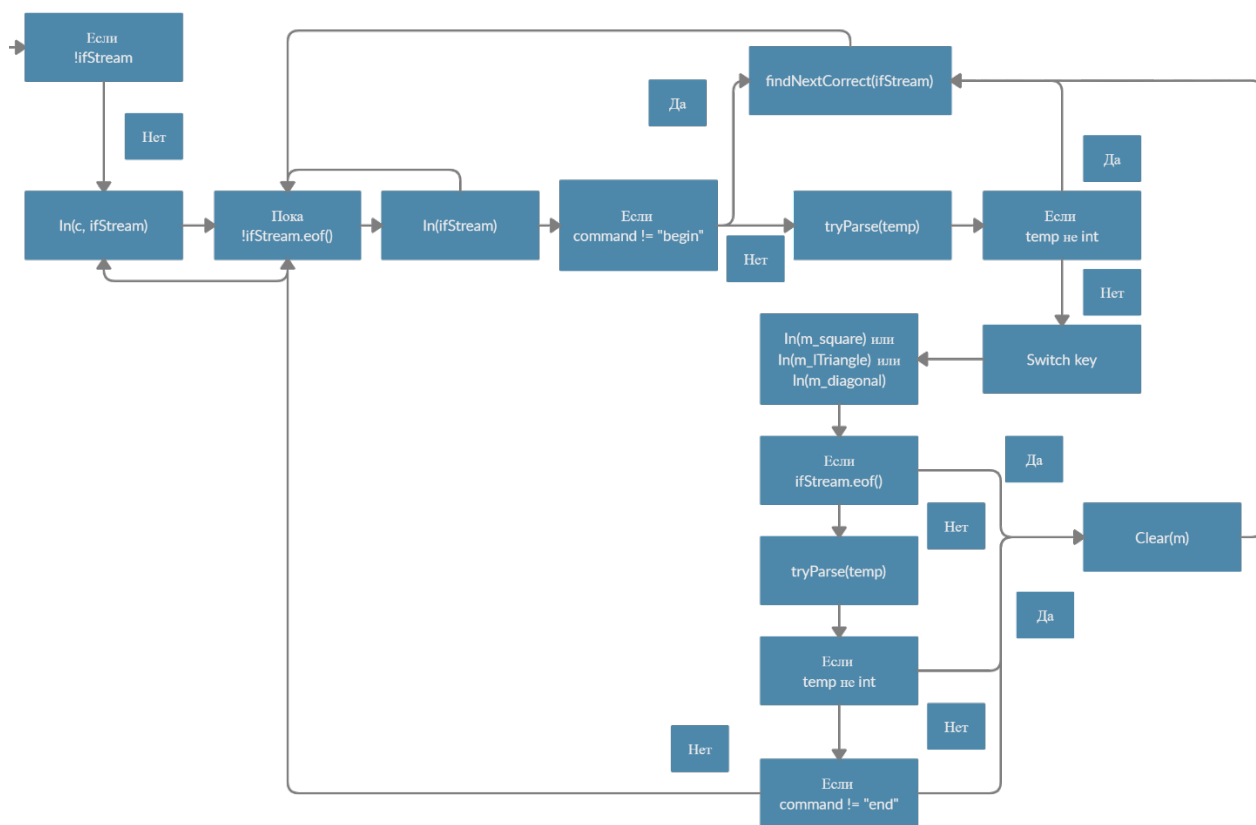 Если
!ifStream
Нет
In(c, ifStream)
Пока
!ifStream.eof()
In(ifStream)
Если
command != "begin"
Да
findNextCorrect(ifStream)
Нет
tryParse(temp)
Если
temp не int
Да
Нет
Switch key
In(m_square) или
In(m_lTriangle) или
In(m_diagonal)
Если
ifStream.eof()
Да
Нет
Clear(m)
tryParse(temp)
Да
Если
temp не int
Нет
Нет
Если
command != "end"